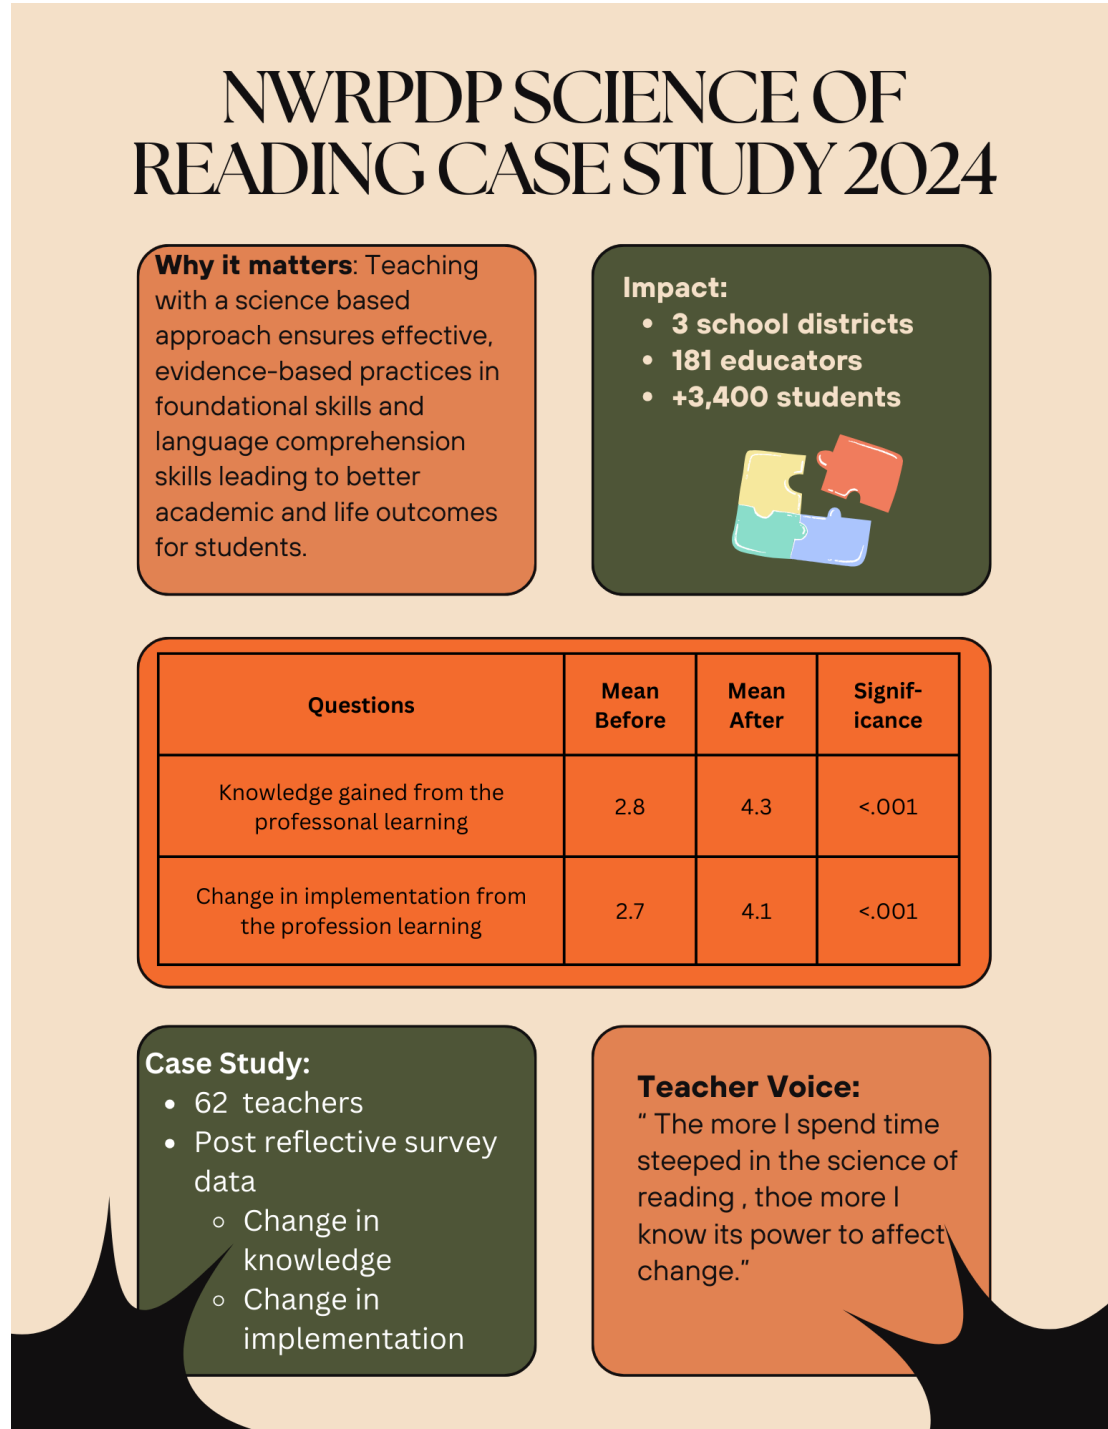 NWRPDP SCIENCE OF
READING CASE STUDY 2024
Why it matters: Teaching
with a science based
approach ensures effective,
evidence-based practices in
foundational skills and
language comprehension
skills leading to better
academic and life outcomes
for students.
Impact:
• 3 school districts
• 181 educators
• +3,400 students
Questions
Mean
Before
Mean
After
Signif-
icance
Knowledge gained from the
professonal learning
2.8
4.3
<.001
Change in implementation from
the profession learning
2.7
4.1
<.001
Case Study:
• 62 teachers
• Post reflective survey
data
◦ Change in
knowledge
◦ Change in
implementation
Teacher Voice:
“ The more I spend time
steeped in the science of
reading , thoe more I
know its power to affect
change.”